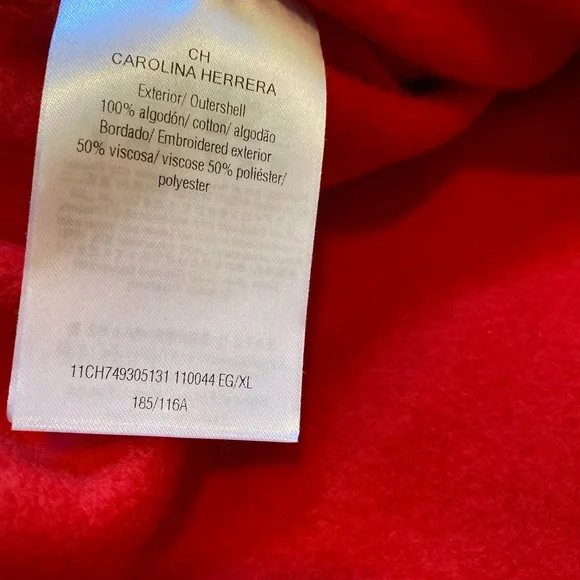 CH
CAROLINA HERRERA
Exterior/ Outershell
100% algodón/ cotton/ algodão
Bordado/ Embroidered exterior
50% viscosa/ viscose 50% poliéster/
polyester
11CH749305131 110044 EG/XL
185/116A